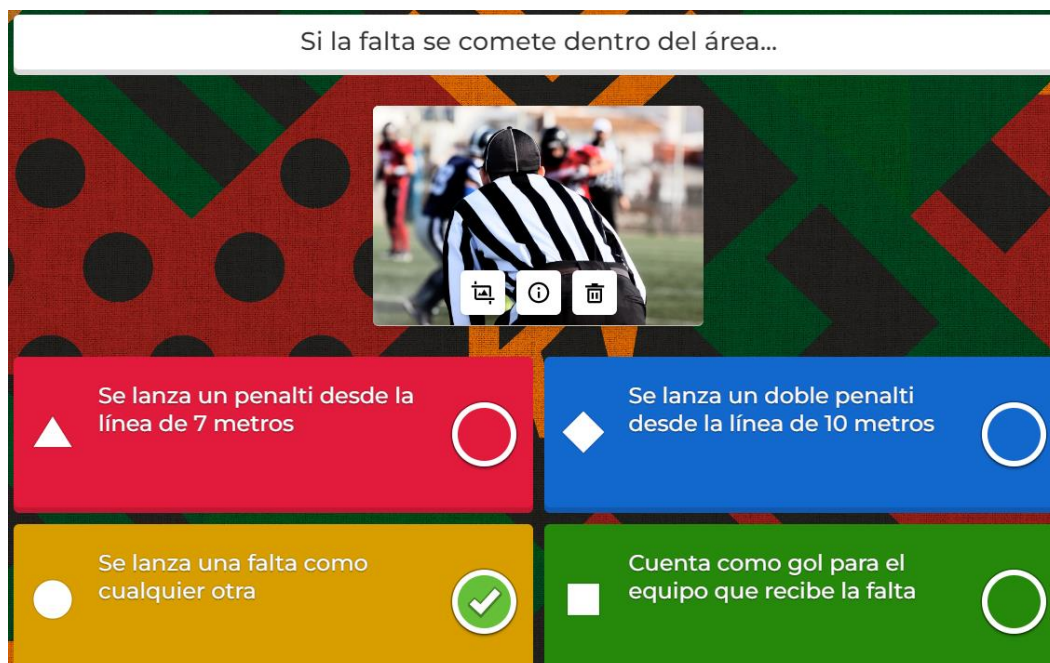 Si la falta se comete dentro del área...
Se lanza un penalti desde la
línea de 7 metros
Se lanza un doble penalti
desde la línea de 10 metros
Se lanza una falta como
cualquier otra
Cuenta como gol para el
equipo que recibe la falta